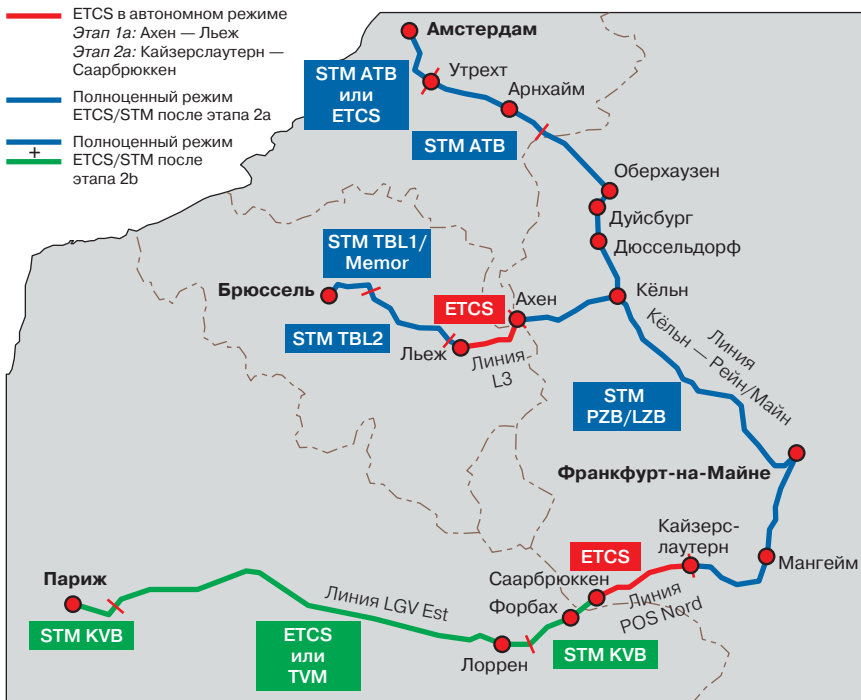 ETCS в автономном режиме
Этап 1a: Ахен — Льеж
Этап 2a: Кайзерслаутерн —
Саарбрюккен
Полноценный режим
ETCS/STM после этапа 2a
+
Полноценный режим
ETCS/STM после
этапа 2b
Амстердам
Утрехт
STM ATB
или
ETCS
Арнхайм
STM ATB
Оберхаузен
Дуйсбург
Дюссельдорф
STM TBL1/
Memor
Брюссель
ETCS
Ахен
Кёльн
STM TBL2
Льеж
Линия
L3
Линия
Кёльн — Рейн/Майн
STM
PZB/LZB
Франкфурт-на-Майне
Кайзерс-
лаутерн
ETCS
Мангейм
Саарбрюккен
Париж
Форбах
Линия
POS Nord
Линия LGV Est
STM KVB
ETCS
или
TVM
Лоррен
STM KVB